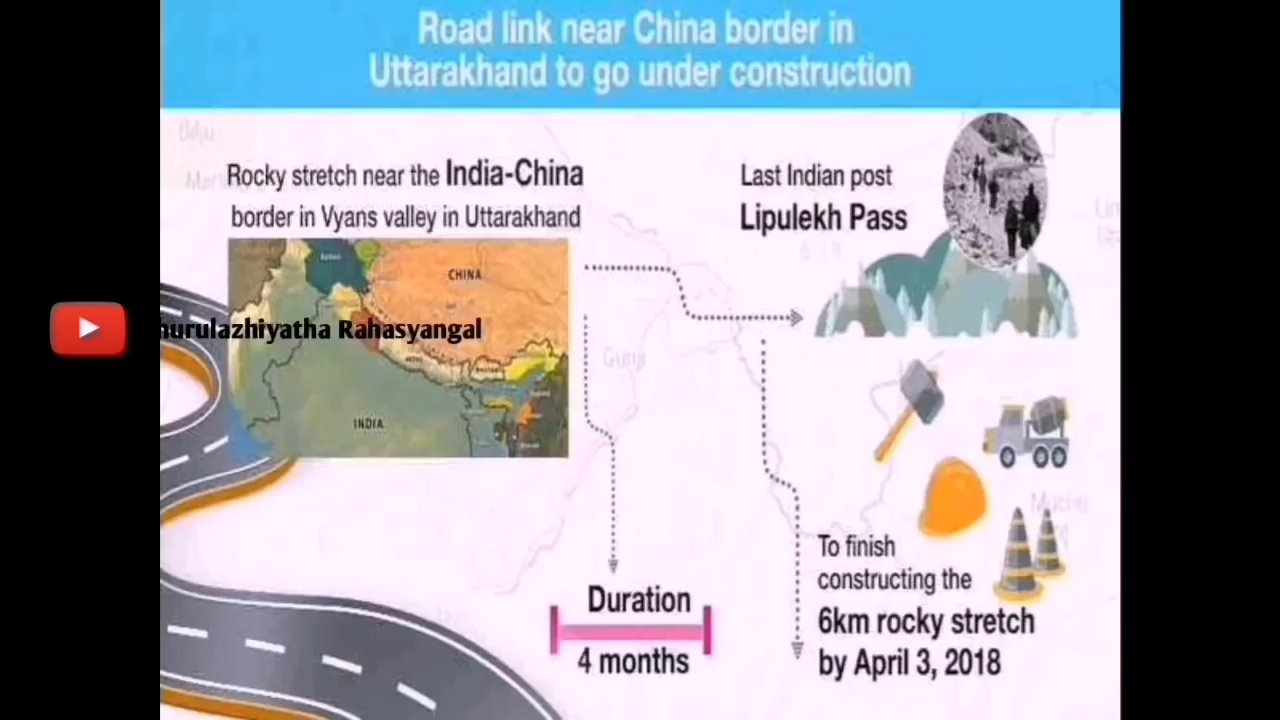 Road link near China border in
Uttarakhand to go under construction
Rocky stretch near the India-China
border in Vyans valley in Uttarakhand
Last Indian post
Lipulekh Pass
CHINA
Rahasyangal
INDIA
Gunji
Duration
4 months
To finish
constructing the
6km rocky stretch
by April 3, 2018